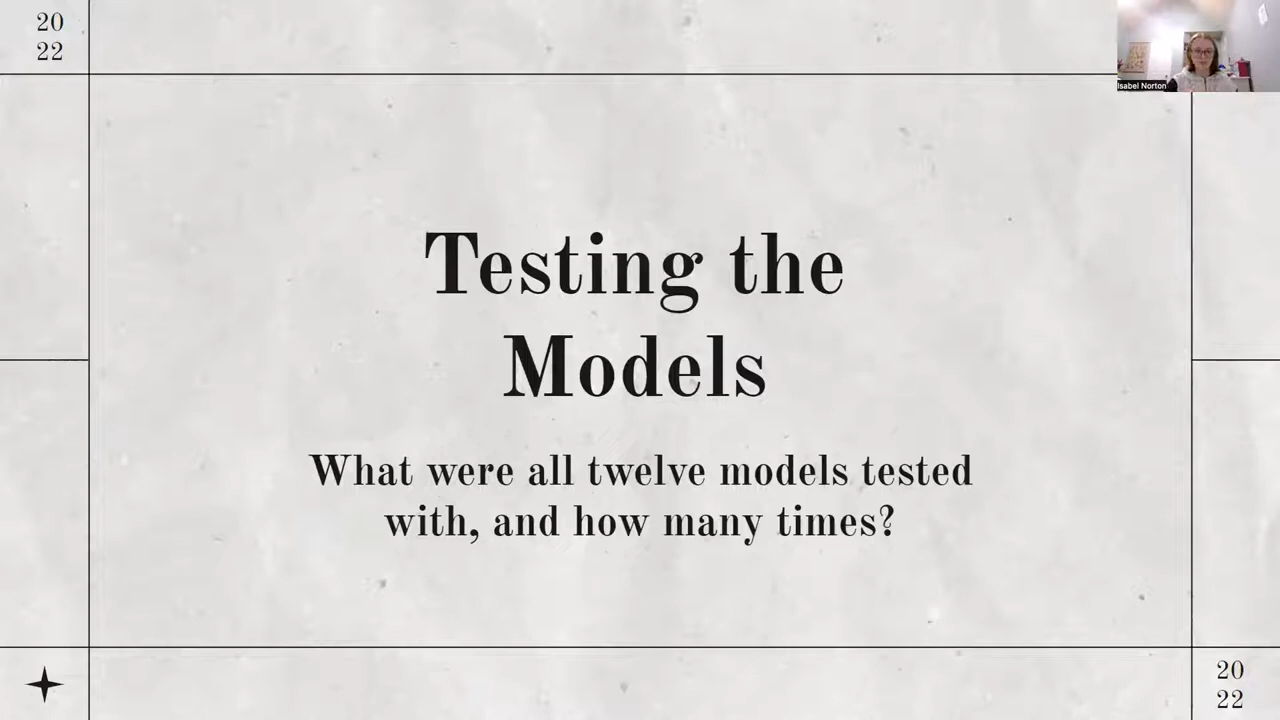 20
22
Isabel Norton
Testing the
Models
What were all twelve models tested
with, and how many times?
20
22